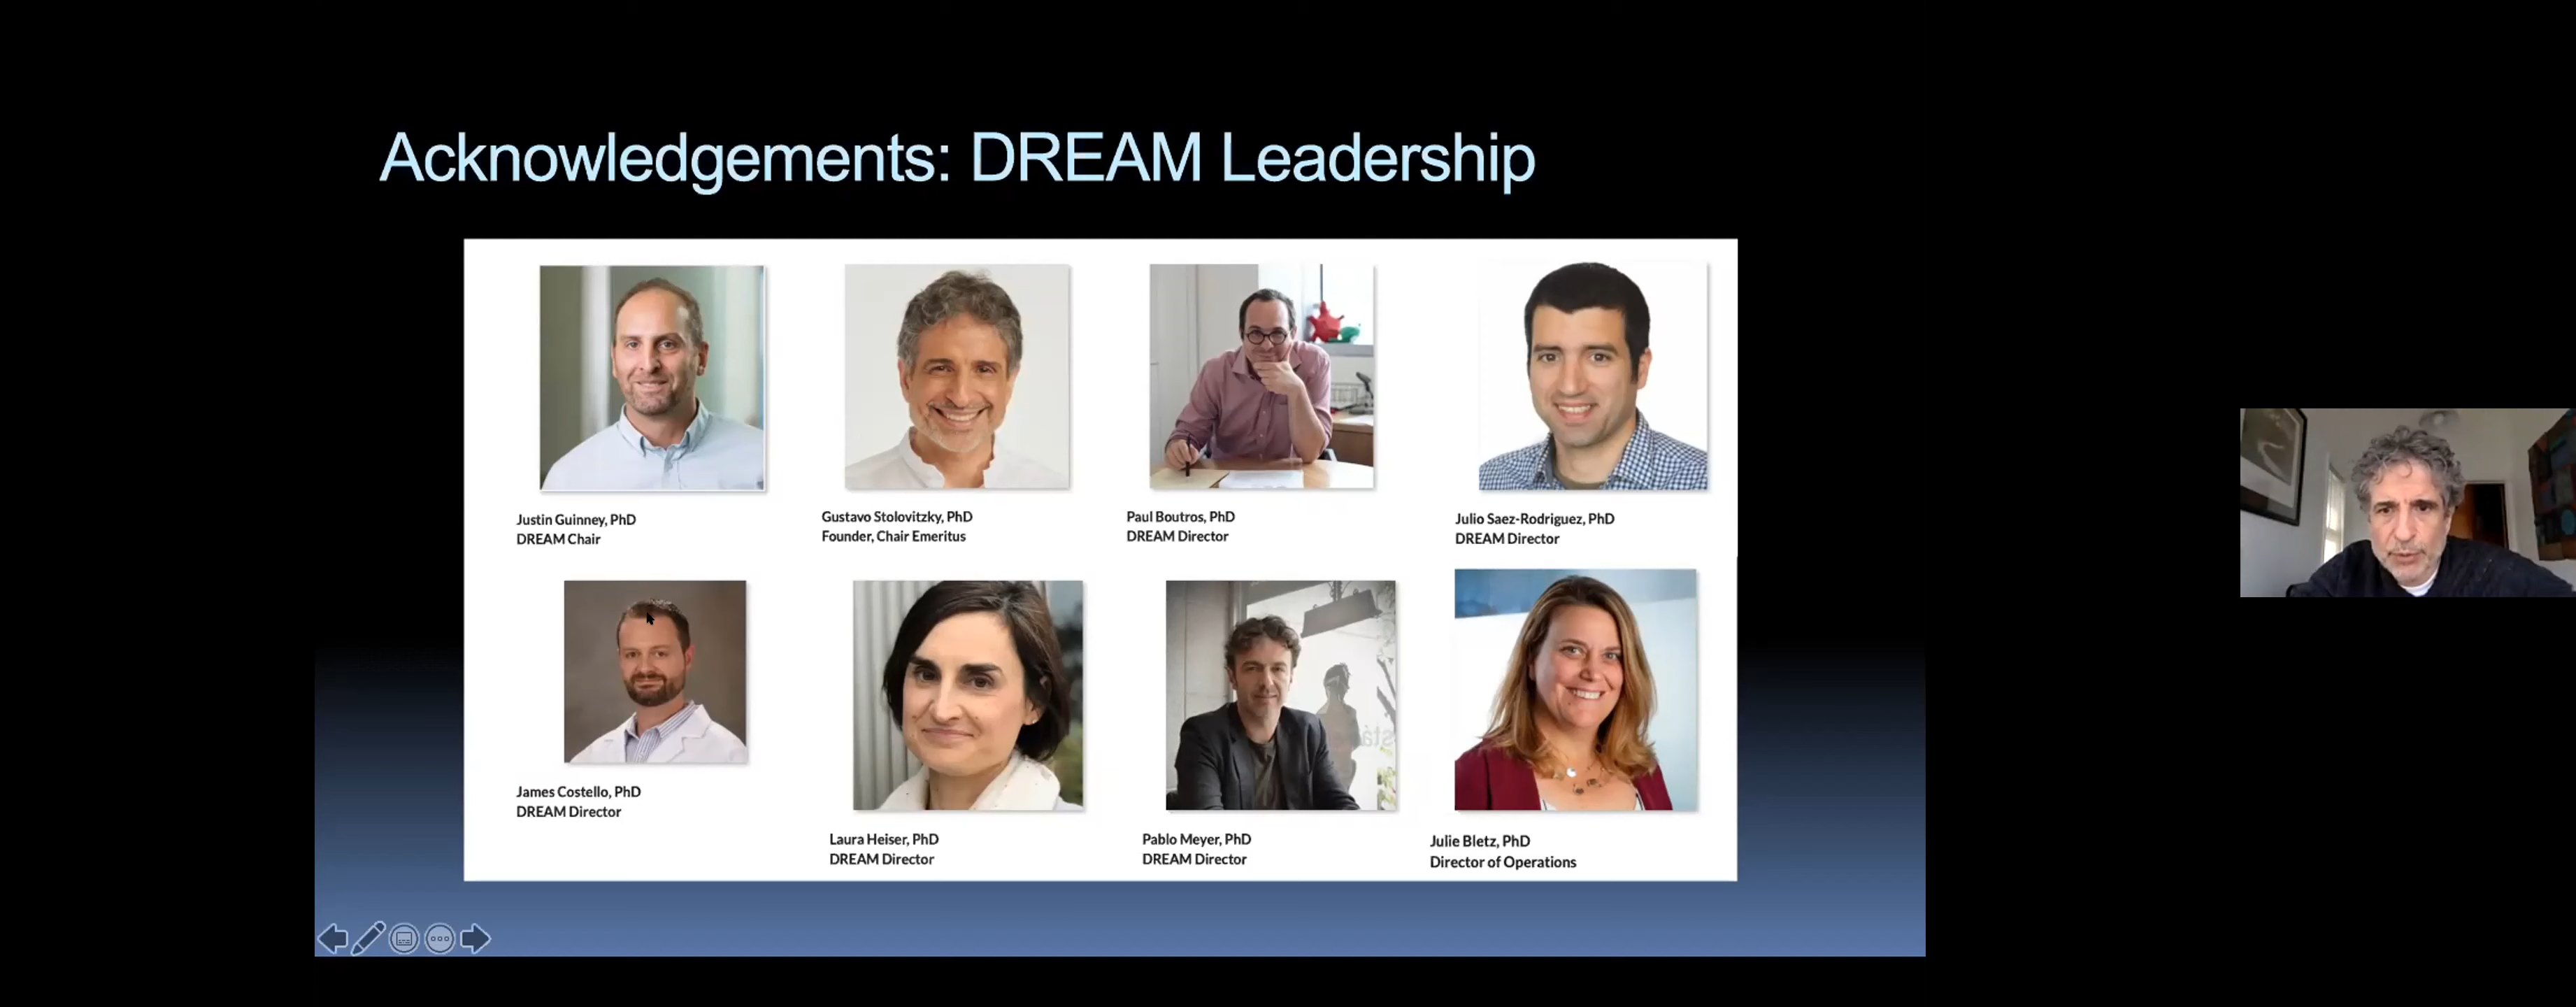 Acknowledgements: DREAM Leadership
Justin Guinney, PhD
DREAM Chair
Gustavo Stolovitzky, PhD
Founder, Chair Emeritus
Paul Boutros, PhD
DREAM Director
Julio Saez-Rodriguez, PhD
DREAM Director
James Costello, PhD
DREAM Director
Laura Heiser, PhD
DREAM Director
Pablo Meyer, PhD
DREAM Director
Julie Bletz, PhD
Director of Operations